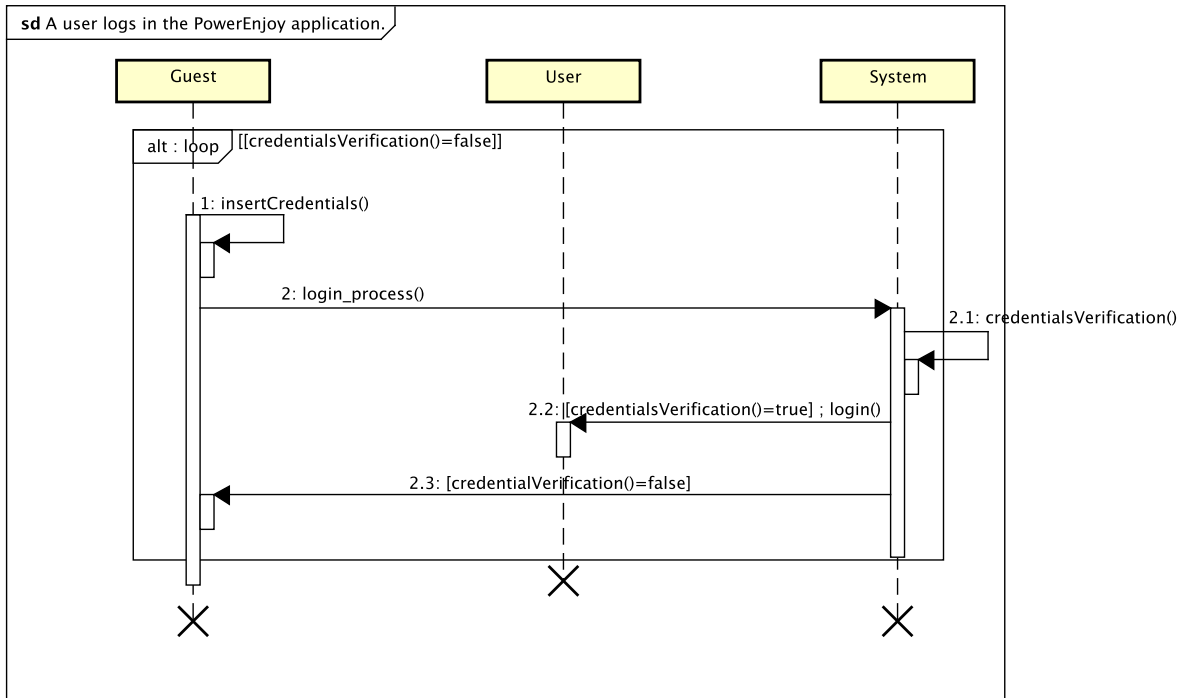 sd A user logs in the PowerEnjoy application.
Guest
User
System
alt : loop
[[credentialsVerification()=false]]
1: insertCredentials()
2: login_process()
2.1: credentialsVerification()
2.2: [credentialsVerification()=true] ; login()
2.3: [credentialVerification()=false]